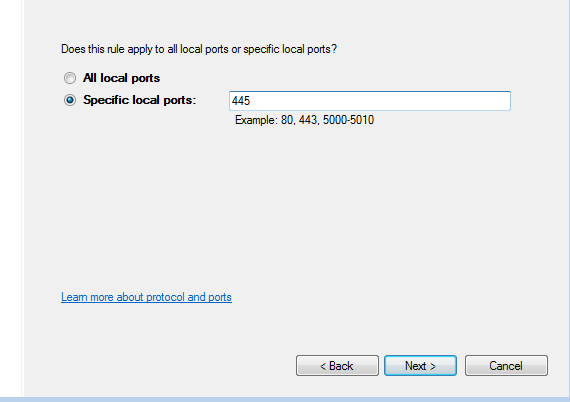 Does this rule apply to all local ports or specific local ports?
All local ports
Specific local ports: 445
Example: 80, 443, 5000-5010
Learn more about protocol and ports
< Back Next > Cancel